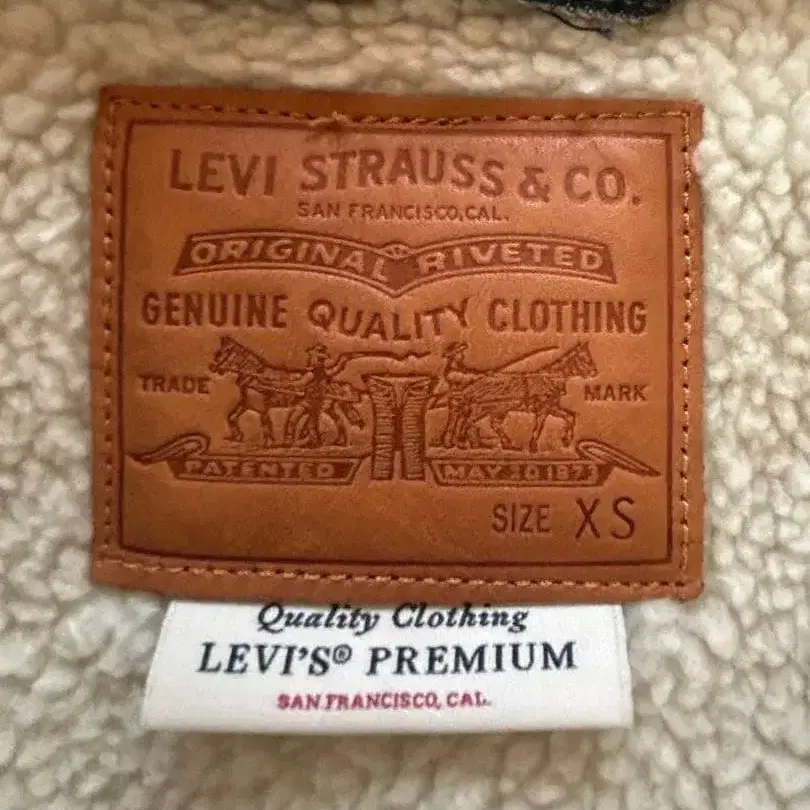 LEVI STRAUSS & CO.
SAN FRANCISCO, CAL.
ORIGINAL RIVETED
GENUINE QUALITY CLOTHING
TRADE MARK
PATENTED MAY 20 1873
SIZE XS
Quality Clothing
LEVI'S® PREMIUM
SAN FRANCISCO, CAL.